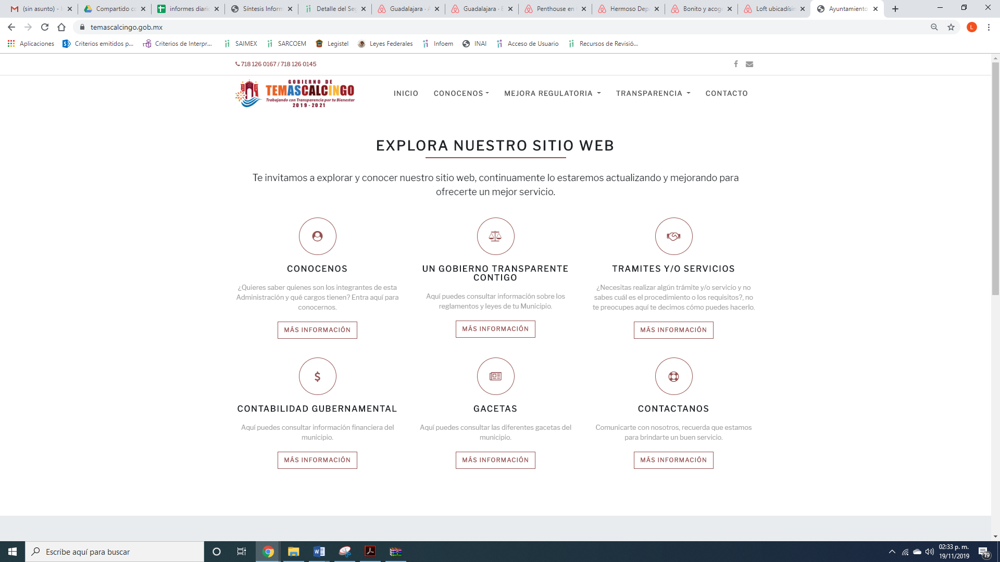 (sin asunto) -
Compartido co
informes diari
Síntesis Inform
Detalle del Seg
Guadalajara ·
Guadalajara ·
Penthouse en
Hermoso Dep
Bonito y acog
Loft ubicadísin
Ayuntamiento
temascalcingo.gob.mx
L
Aplicaciones
Criterios emitidos p...
Criterios de Interpr...
SAIMEX
SARCOEM
Legistel
Leyes Federales
Infoem
INAI
Acceso de Usuario
Recursos de Revisió...
718 126 0167 / 718 126 0145
GOBIERNO DE
TEMASCALCINGO
Trabajando con Transparencia por tu Bienestar
2019-2021
INICIO
CONOCENOS
MEJORA REGULATORIA
TRANSPARENCIA
CONTACTO
EXPLORA NUESTRO SITIO WEB
Te invitamos a explorar y conocer nuestro sitio web, continuamente lo estaremos actualizando y mejorando para
ofrecerte un mejor servicio.
CONOCENOS
¿Quieres saber quienes son los integrantes de esta
Administración y qué cargos tienen? Entra aquí para
conocernos.
MÁS INFORMACIÓN
UN GOBIERNO TRANSPARENTE
CONTIGO
Aquí puedes consultar información sobre los
reglamentos y leyes de tu Municipio.
MÁS INFORMACIÓN
TRAMITES Y/O SERVICIOS
¿Necesitas realizar algún trámite y/o servicio y no
sabes cuál es el procedimiento o los requisitos?, no
te preocupes aquí te decimos cómo puedes hacerlo.
MÁS INFORMACIÓN
CONTABILIDAD GUBERNAMENTAL
Aquí puedes consultar información financiera del
municipio.
MÁS INFORMACIÓN
GACETAS
Aquí puedes consultar las diferentes gacetas del
municipio.
MÁS INFORMACIÓN
CONTACTANOS
Comunicarte con nosotros, recuerda que estamos
para brindarte un buen servicio.
MÁS INFORMACIÓN
Escribe aquí para buscar
02:33 p. m.
19/11/2019
19